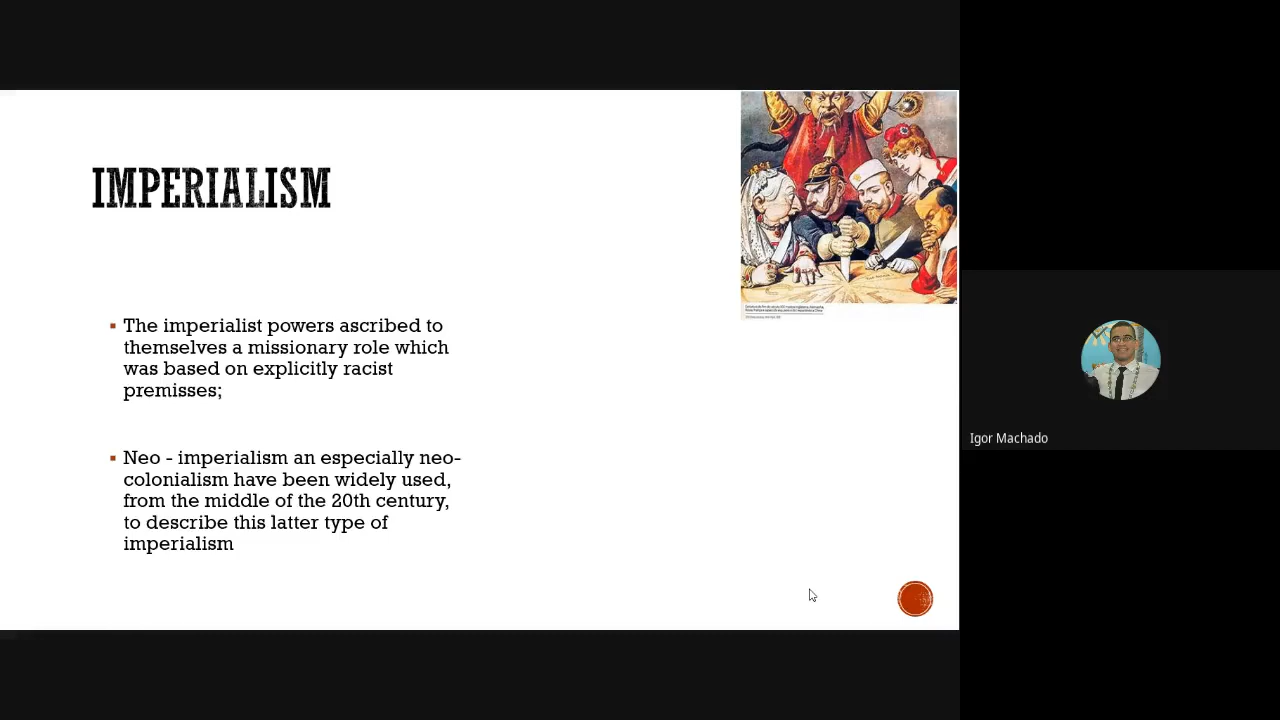 IMPERIALISM
The imperialist powers ascribed to
themselves a missionary role which
was based on explicitly racist
premisses;
Neo - imperialism an especially neo-
colonialism have been widely used,
from the middle of the 20th century,
to describe this latter type of
imperialism
Igor Machado